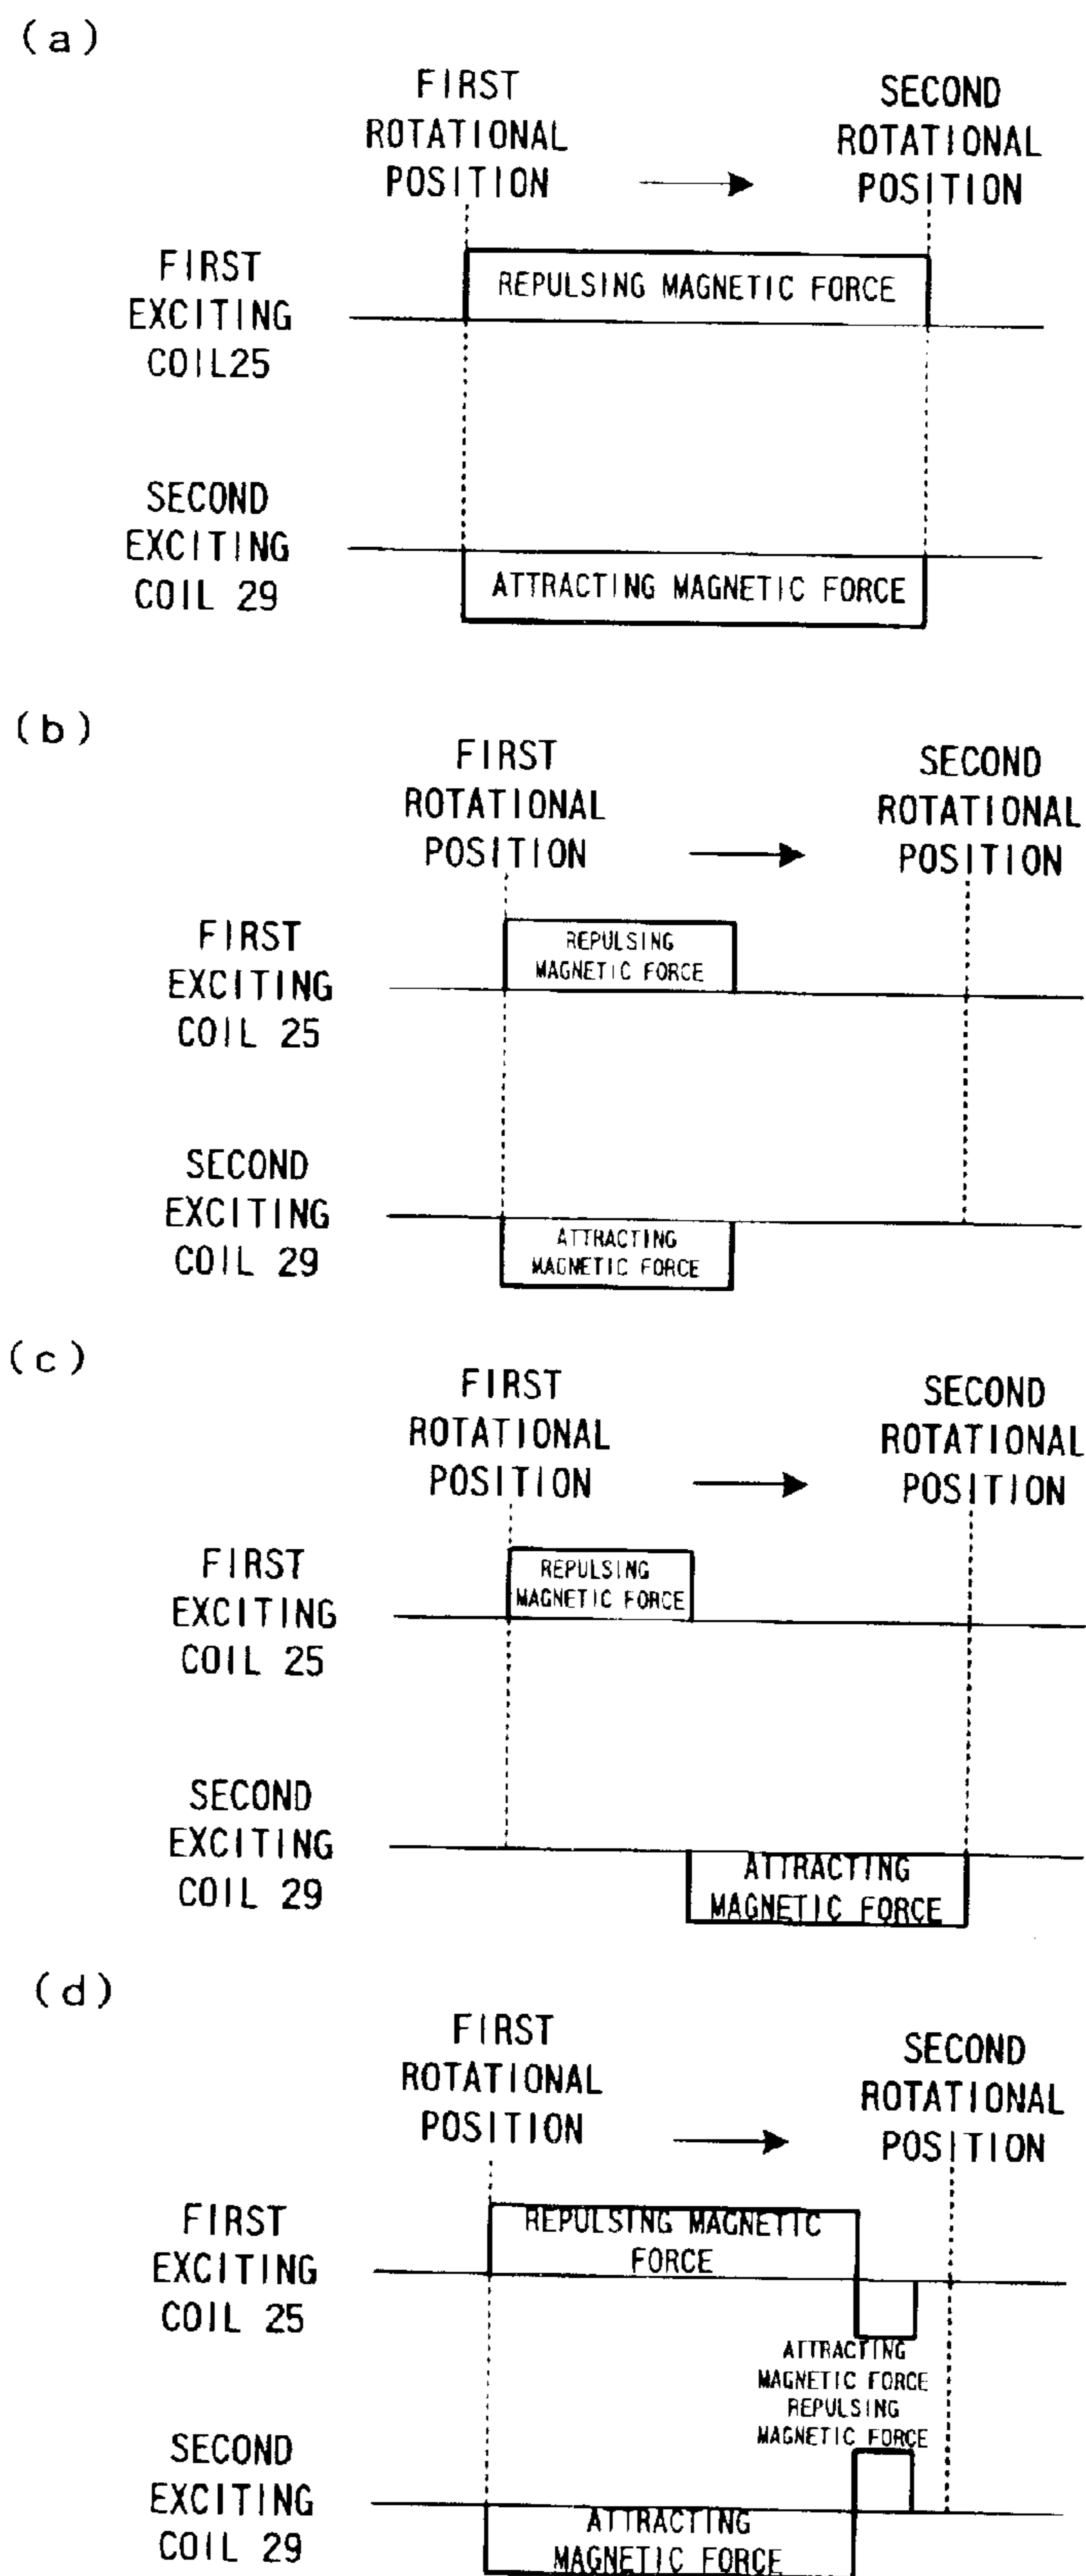 (a)
FIRST
ROTATIONAL
POSITION
SECOND
ROTATIONAL
POSITION
FIRST
EXCITING
COIL25
REPULSING MAGNETIC FORCE
SECOND
EXCITING
COIL 29
ATTRACTING MAGNETIC FORCE
(b)
FIRST
ROTATIONAL
POSITION
SECOND
ROTATIONAL
POSITION
FIRST
EXCITING
COIL 25
REPULSING
MAGNETIC FORCE
SECOND
EXCITING
COIL 29
ATTRACTING
MAGNETIC FORCE
(c)
FIRST
ROTATIONAL
POSITION
SECOND
ROTATIONAL
POSITION
FIRST
EXCITING
COIL 25
REPULSING
MAGNETIC FORCE
SECOND
EXCITING
COIL 29
ATTRACTING
MAGNETIC FORCE
(d)
FIRST
ROTATIONAL
POSITION
SECOND
ROTATIONAL
POSITION
FIRST
EXCITING
COIL 25
REPULSING MAGNETIC
FORCE
ATTRACTING
MAGNETIC FORCE
REPULSING
MAGNETIC FORCE
SECOND
EXCITING
COIL 29
ATTRACTING
MAGNETIC FORCE